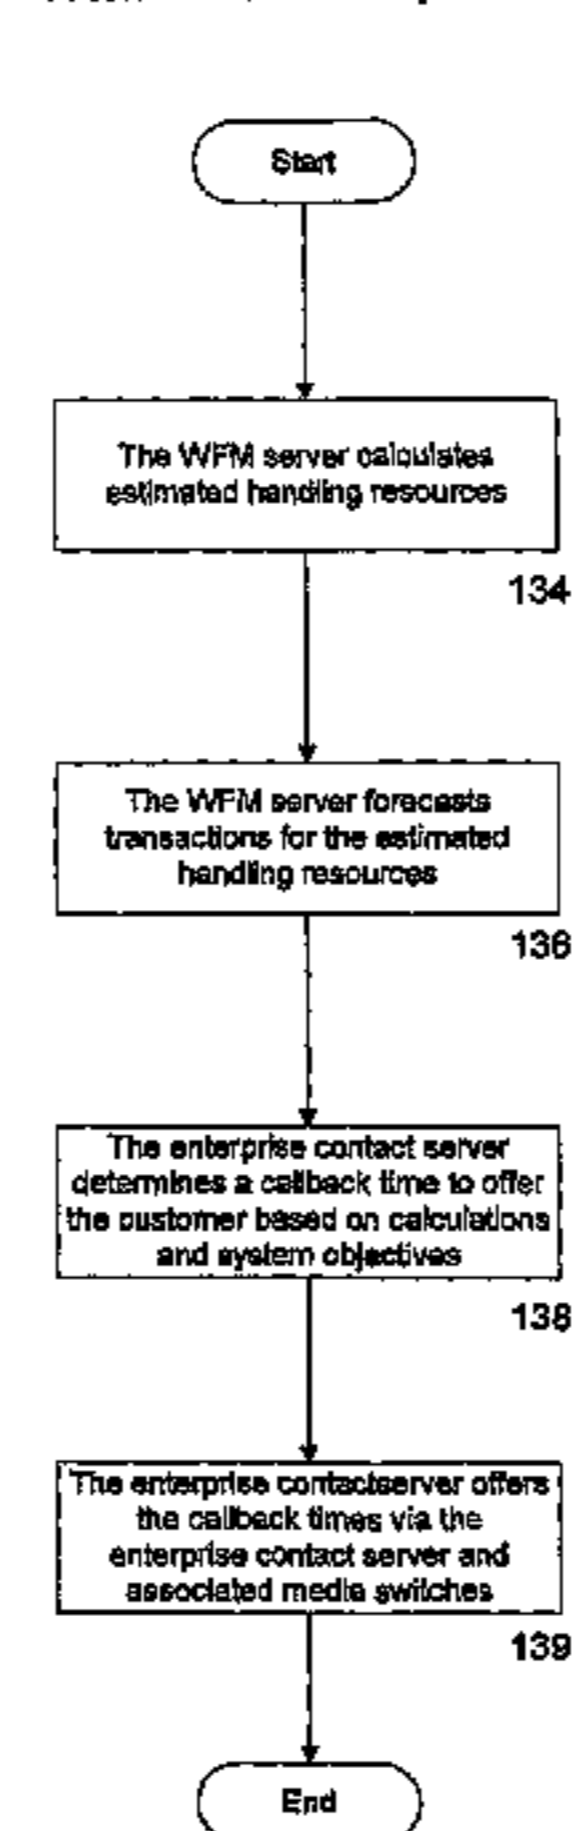 Start
The WFM server calculates
estimated handling resources
134
The WFM server forecasts
transactions for the estimated
handling resources
136
The enterprise contact server
determines a callback time to offer
the customer based on calculations
and system objectives
138
The enterprise contactserver offers
the callback times via the
enterprise contact server and
associated media switches
139
End